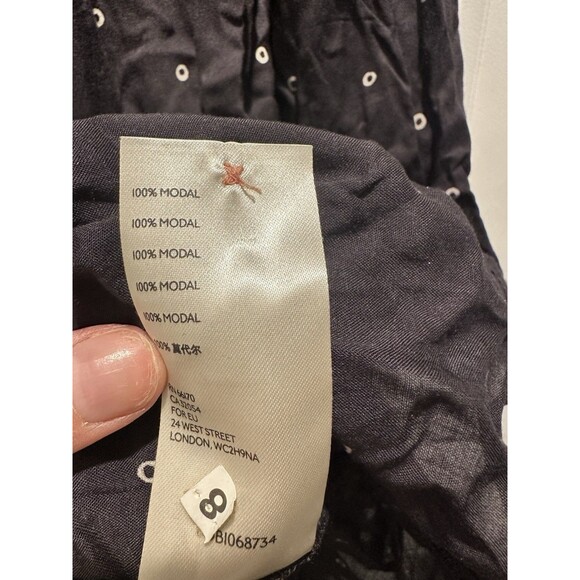 100% MODAL
100% MODAL
100% MODAL
100% MODAL
100% MODAL
100% 莫代尔
RN 66170
CA 32054
FOR EU
24 WEST STREET
LONDON, WC2H9NA
8
BI068734